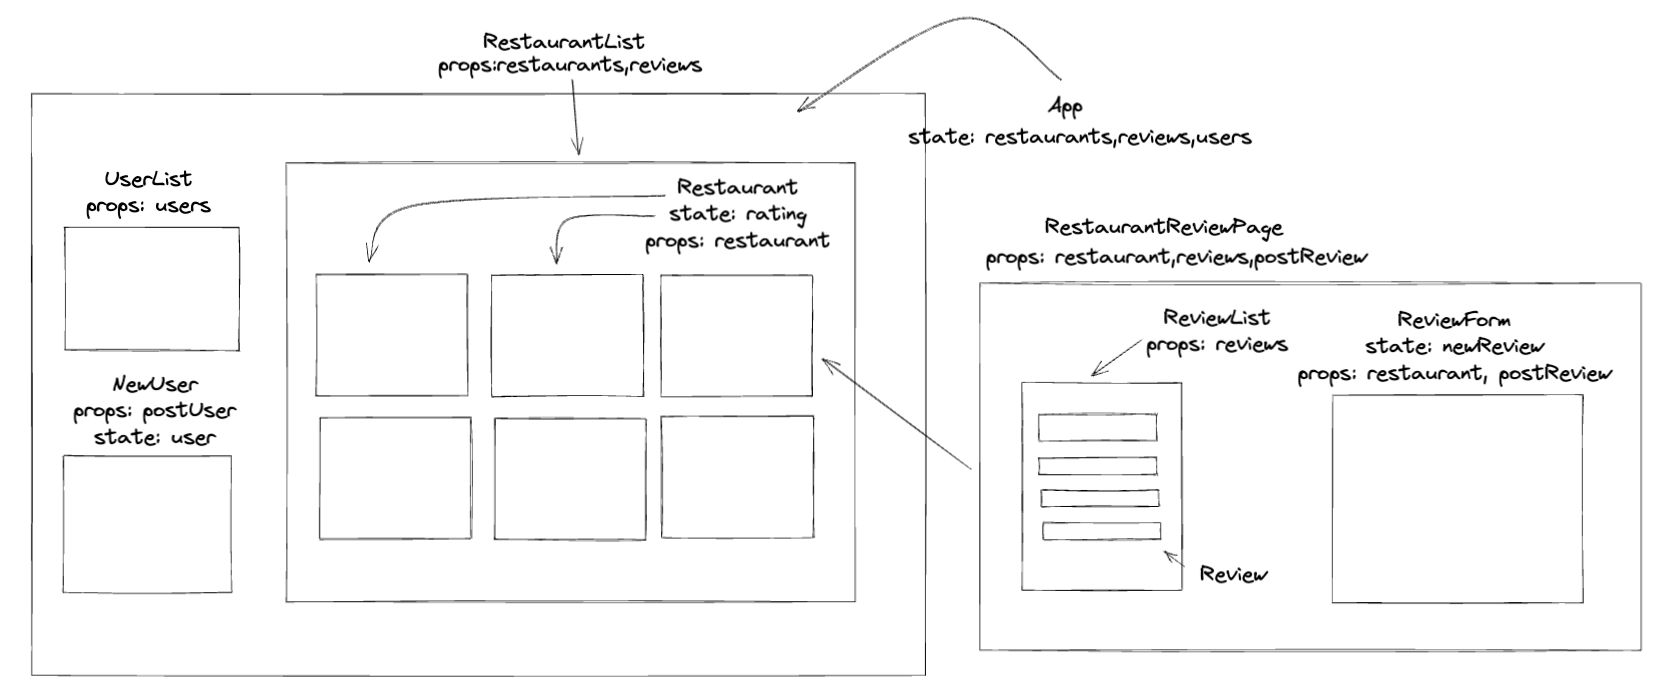 RestaurantList
props:restaurants,reviews
App
state: restaurants,reviews,users
UserList
props: users
Restaurant
state: rating
props: restaurant
NewUser
props: postUser
state: user
RestaurantReviewPage
props: restaurant,reviews,postReview
ReviewList
props: reviews
ReviewForm
state: newReview
props: restaurant, postReview
Review